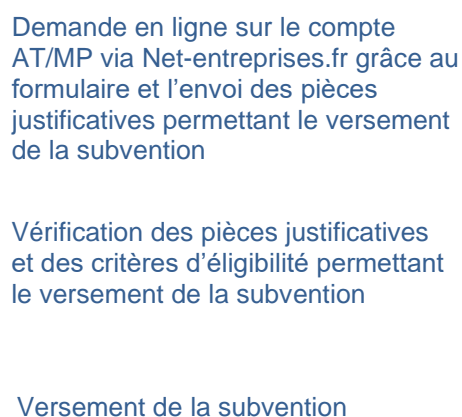 Demande en ligne sur le compte
AT/MP via Net-entreprises.fr grâce au
formulaire et l’envoi des pièces
justificatives permettant le versement
de la subvention
Vérification des pièces justificatives
et des critères d’éligibilité permettant
le versement de la subvention
Versement de la subvention